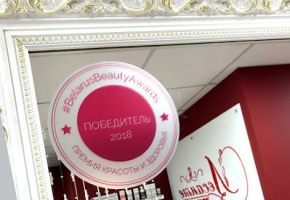 #BelarusBeautyAwards
ПОБЕДИТЕЛЬ
2018
ПРЕМИЯ КРАСОТЫ И ЗДОРОВЬЯ